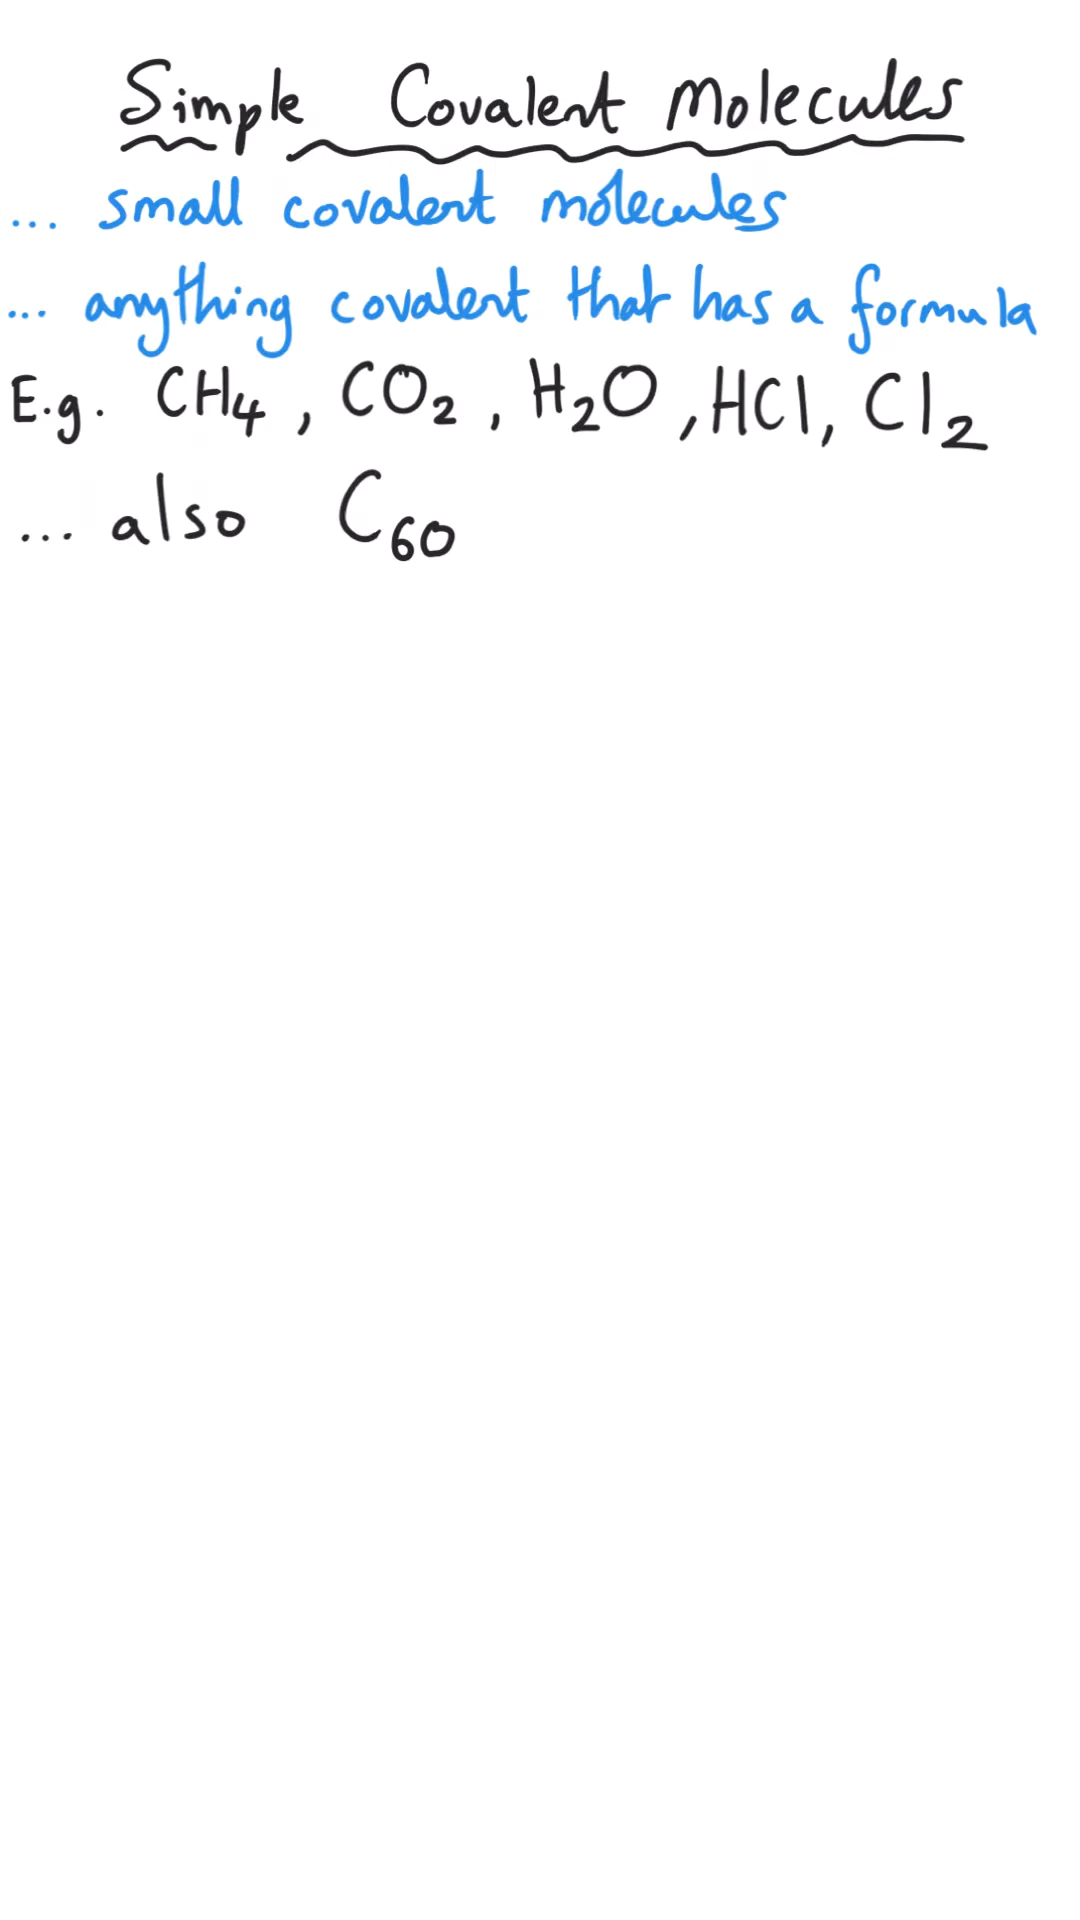 Simple Covalent Molecules
... small covalent molecules
... anything covalent that has a formula
E.g. CH₄, CO₂, H₂O, HCl, Cl₂
... also C₆₀